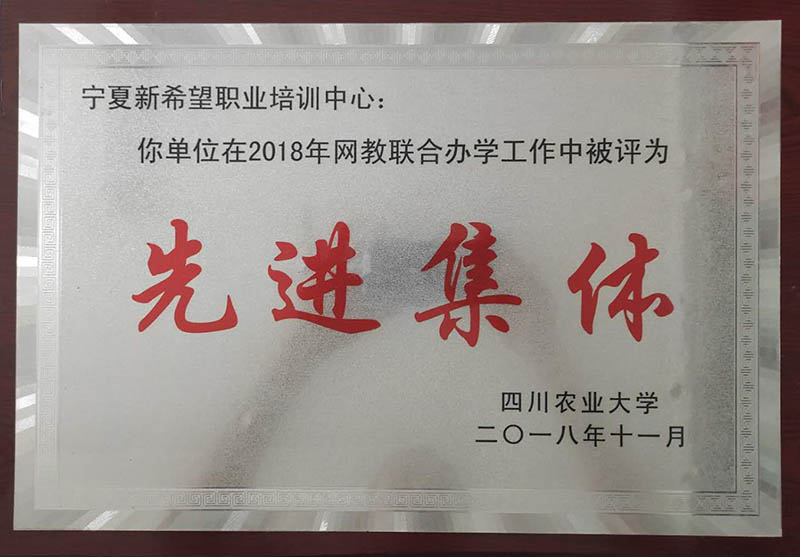 宁夏新希望职业培训中心：
你单位在2018年网教联合办学工作中被评为
先进集体
四川农业大学
二〇一八年十一月